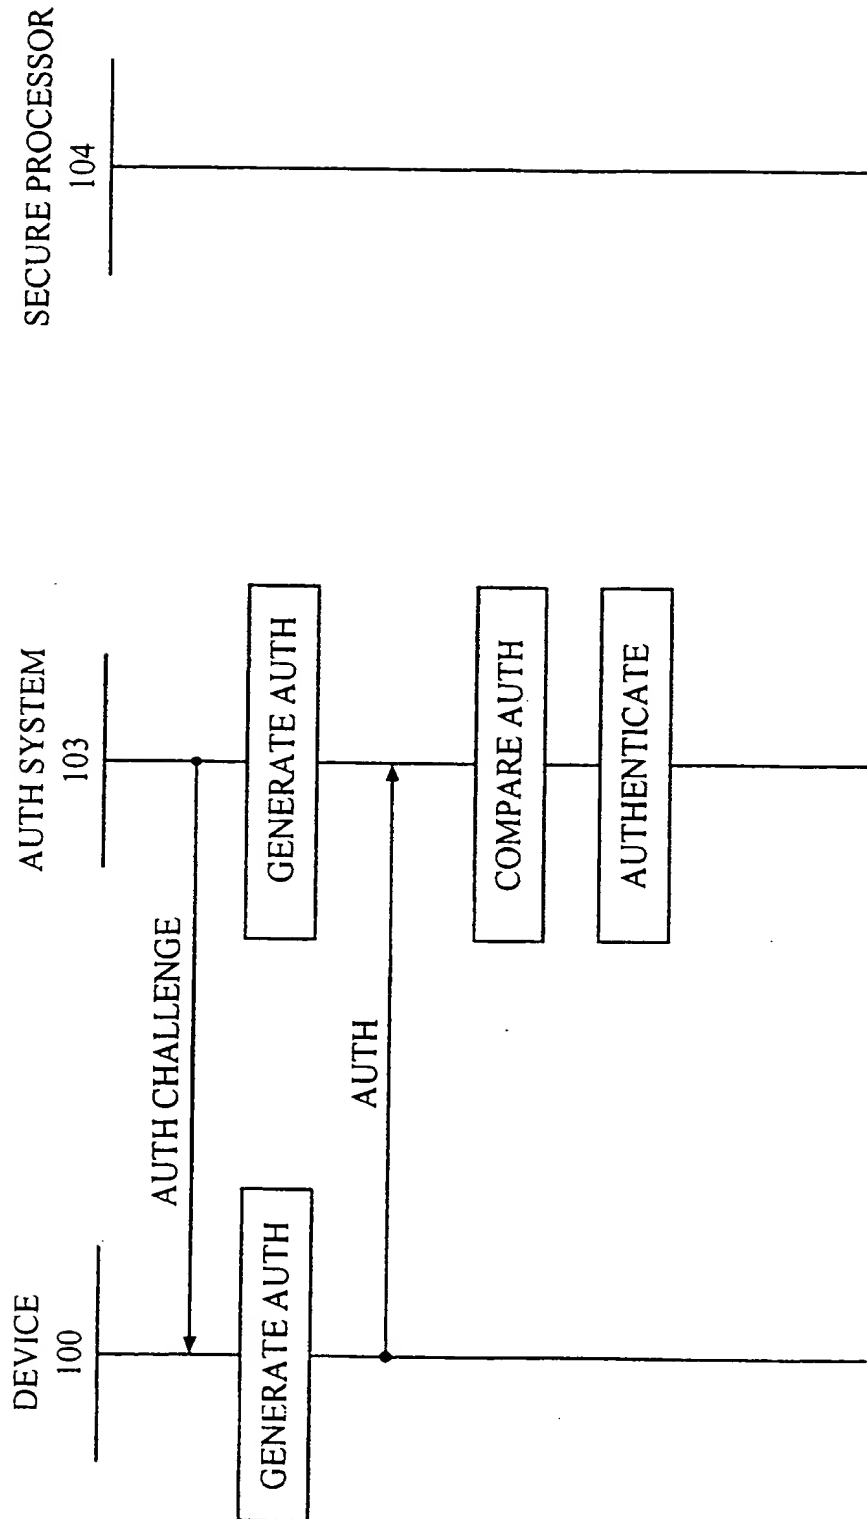 DEVICE
100
AUTH SYSTEM
103
SECURE PROCESSOR
104
AUTH CHALLENGE
GENERATE AUTH
GENERATE AUTH
AUTH
COMPARE AUTH
AUTHENTICATE